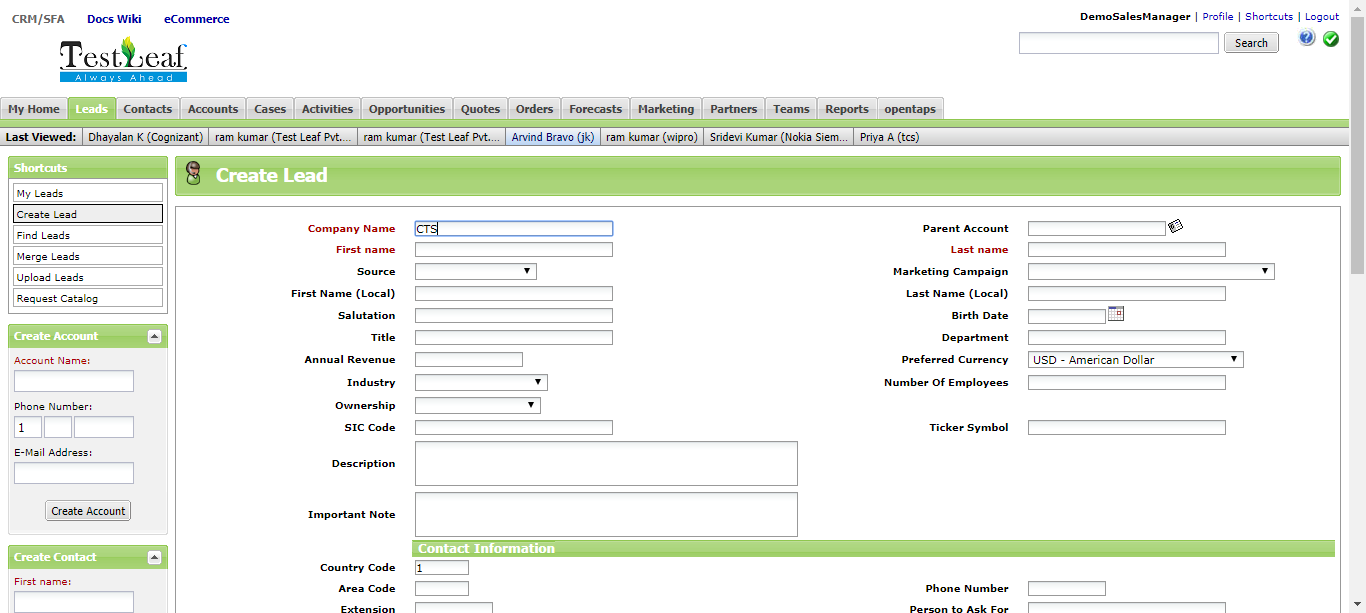 CRM/SFA Docs Wiki eCommerce
DemoSalesManager | Profile | Shortcuts | Logout
TestLeaf
Always Ahead
Search
?
My Home Leads Contacts Accounts Cases Activities Opportunities Quotes Orders Forecasts Marketing Partners Teams Reports opentaps
Last Viewed: Dhayalan K (Cognizant) ram kumar (Test Leaf Pvt.... ram kumar (Test Leaf Pvt.... Arvind Bravo (jk) ram kumar (wipro) Sridevi Kumar (Nokia Siem... Priya A (tcs)
Shortcuts
My Leads
Create Lead
Find Leads
Merge Leads
Upload Leads
Request Catalog
Create Account
Account Name:
Phone Number:
1
E-Mail Address:
Create Account
Create Contact
First name:
Create Lead
Company Name CTS Parent Account
First name Last name
Source Marketing Campaign
First Name (Local) Last Name (Local)
Salutation Birth Date
Title Department
Annual Revenue Preferred Currency USD - American Dollar
Industry Number Of Employees
Ownership
SIC Code Ticker Symbol
Description
Important Note
Contact Information
Country Code 1
Area Code Phone Number
Extension Person to Ask For